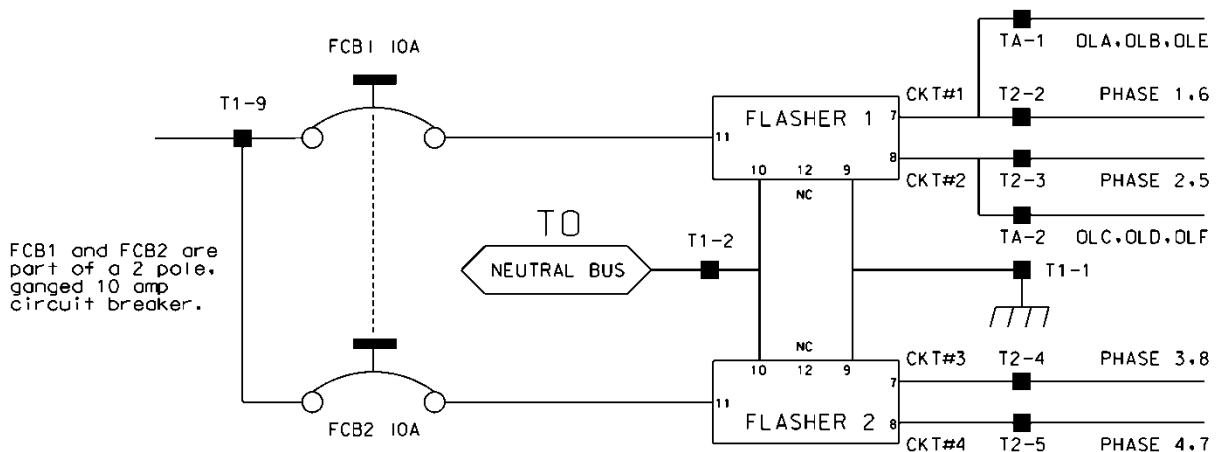 TA-1 OLA.OLB.OLE
FCB1 10A
T1-9
CKT#1 T2-2 PHASE 1.6
FLASHER 1
7
11
8
10 12 9
NC
CKT#2 T2-3 PHASE 2.5
TA-2 OLC.OLD.OLF
TO
T1-2
NEUTRAL BUS
T1-1
FCB1 and FCB2 are
part of a 2 pole.
ganged 10 amp
circuit breaker.
NC
10 12 9
CKT#3 T2-4 PHASE 3.8
7
11
FLASHER 2
8
FCB2 10A
CKT#4 T2-5 PHASE 4.7